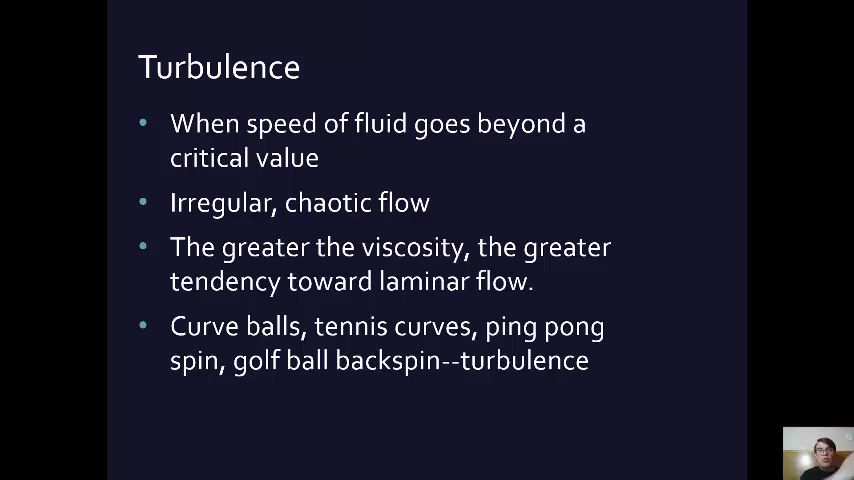 Turbulence
• When speed of fluid goes beyond a
critical value
• Irregular, chaotic flow
• The greater the viscosity, the greater
tendency toward laminar flow.
• Curve balls, tennis curves, ping pong
spin, golf ball backspin--turbulence